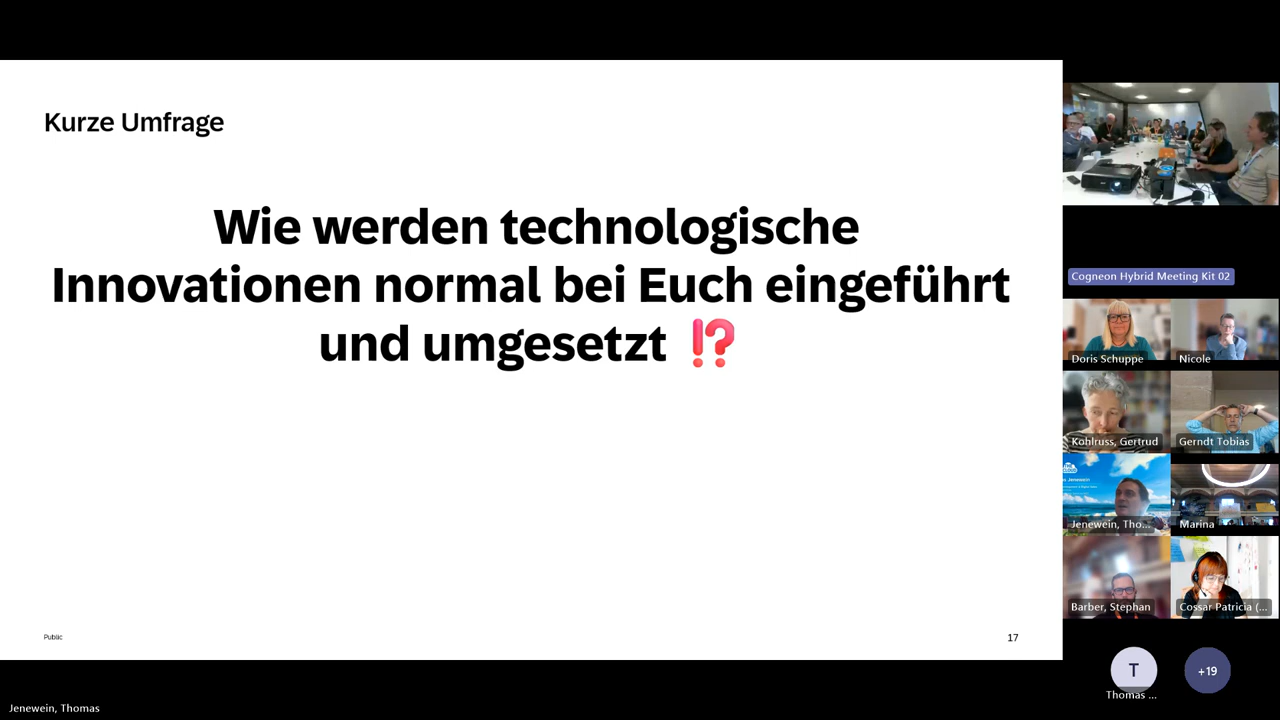 Kurze Umfrage
Wie werden technologische
Innovationen normal bei Euch eingeführt
und umgesetzt ⁉
Public
17
Cogneon Hybrid Meeting Kit 02
Doris Schuppe
Nicole
Kohlruss, Gertrud
Gerndt Tobias
Jenewein, Tho...
Marina
Barber, Stephan
Cossar Patricia (...
T
+19
Thomas ...
Jenewein, Thomas